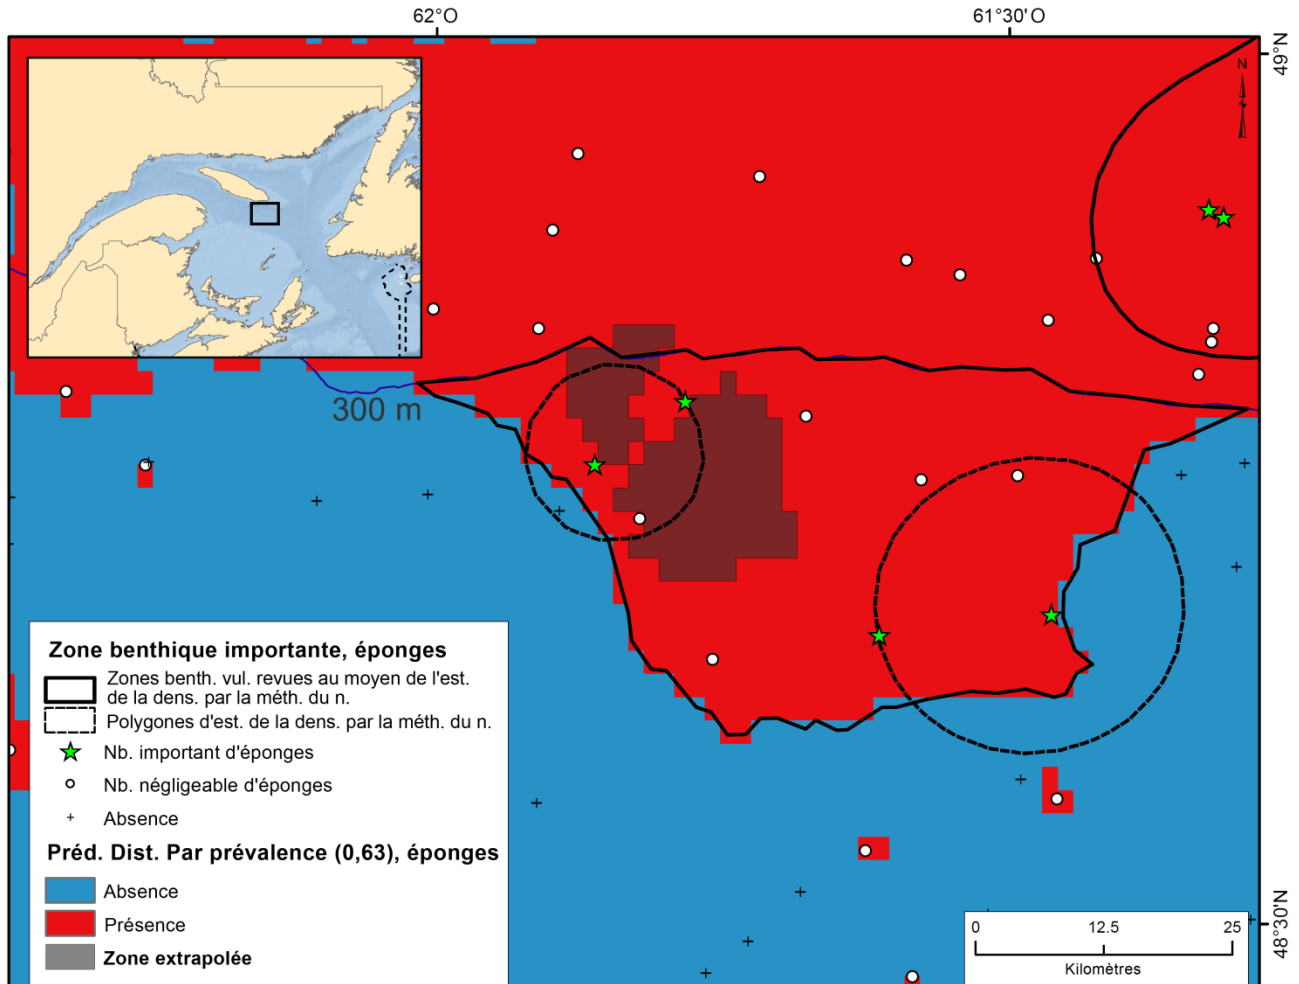 62°O
61°30'O
49°N
N
300 m
Zone benthique importante, éponges
Zones benth. vul. revues au moyen de l'est.
de la dens. par la méth. du n.
Polygones d'est. de la dens. par la méth. du n.
Nb. important d'éponges
Nb. négligeable d'éponges
Absence
Préd. Dist. Par prévalence (0,63), éponges
Absence
Présence
Zone extrapolée
0
12.5
25
Kilomètres
48°30'N